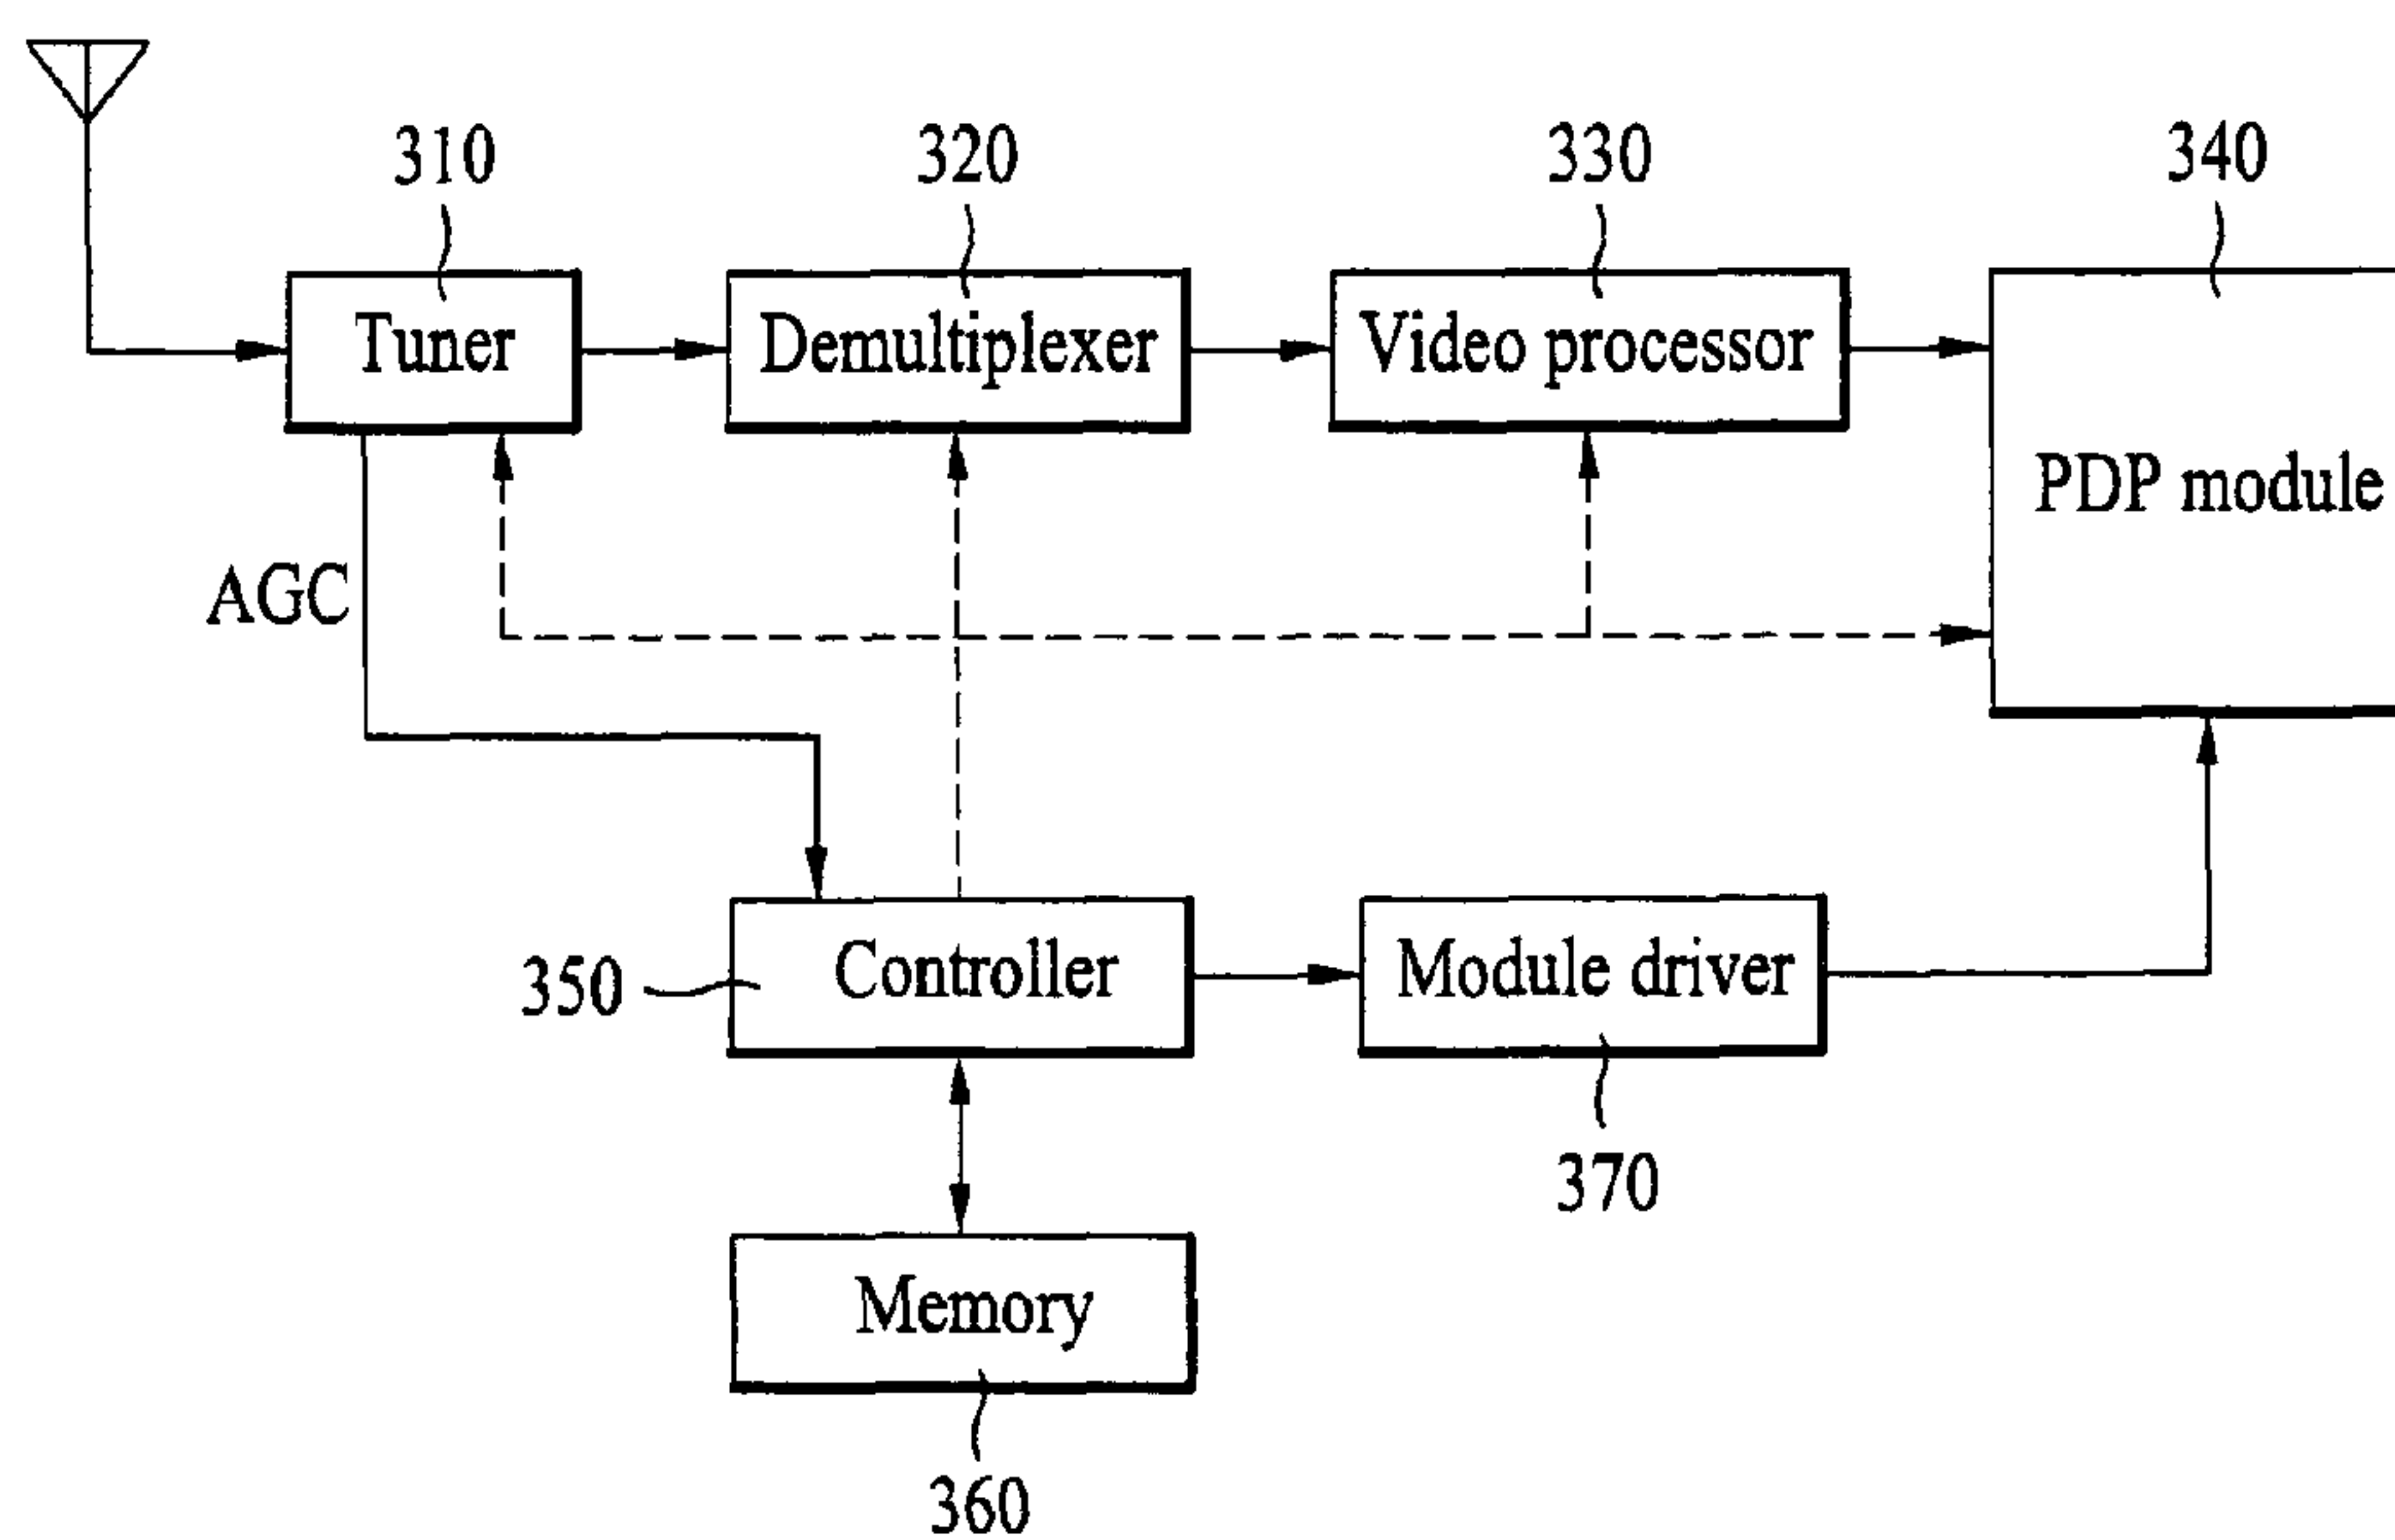 310
320
330
340
Tuner
Demultiplexer
Video processor
PDP module
AGC
350
Controller
Module driver
370
Memory
360